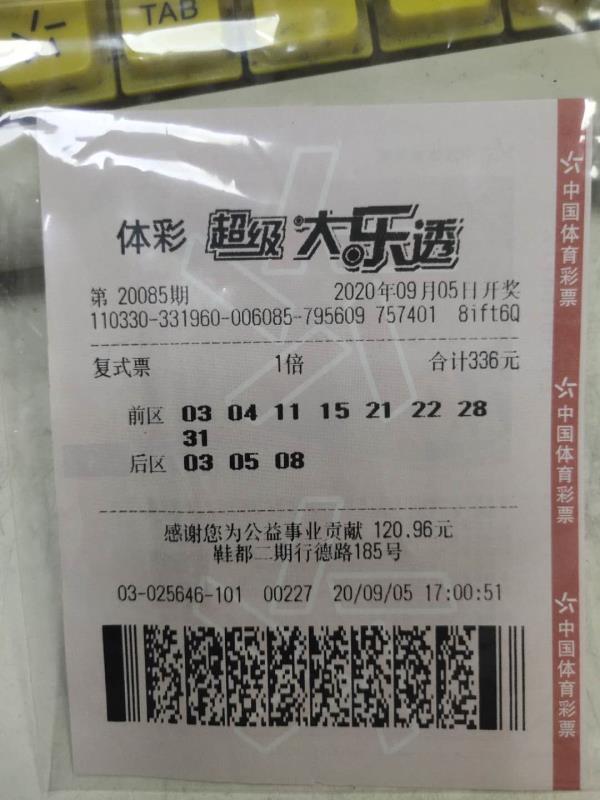 TAB
体彩 超级大乐透
第 20085期 2020年09月05日开奖
110330-331960-006085-795609 757401 8ift6Q
复式票 1倍 合计336元
前区 03 04 11 15 21 22 28
31
后区 03 05 08
感谢您为公益事业贡献 120.96元
鞋都二期行德路185号
03-025646-101 00227 20/09/05 17:00:51
中国体育彩票
中国体育彩票
中国体育彩票